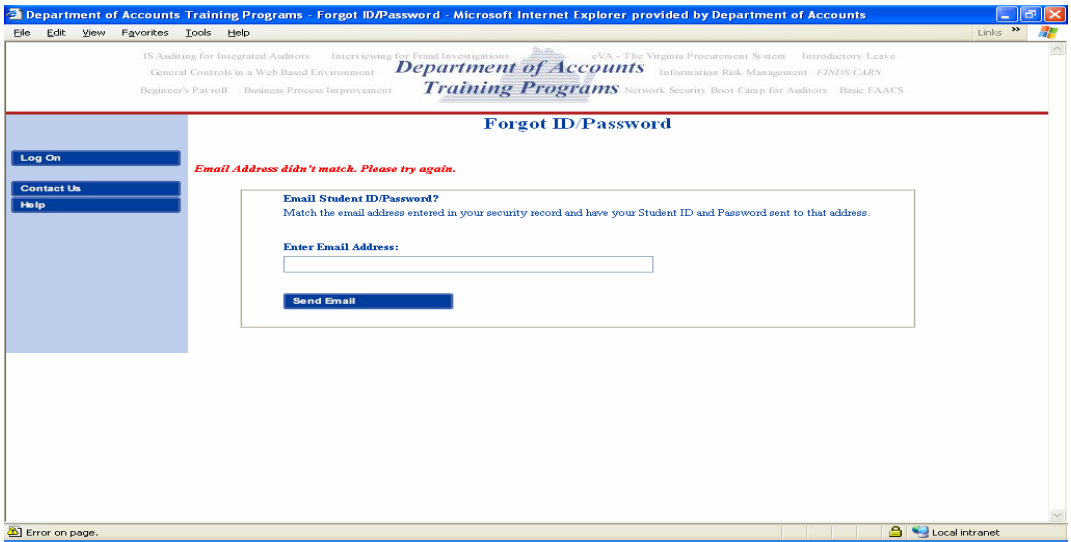 Department of Accounts Training Programs - Forgot ID/Password - Microsoft Internet Explorer provided by Department of Accounts
File Edit View Favorites Tools Help Links »
IS Auditing for Integrated Auditors Interviewing for Fraud Investigations eVA - The Virginia Procurement System Introductory Leave
General Controls in a Web Based Environment Department of Accounts Information Risk Management FINDS CARS
Beginner's Payroll Business Process Improvement Training Programs Network Security Boot Camp for Auditors Basic FAACS
Forgot ID/Password
Log On
Email Address didn't match. Please try again.
Contact Us
Help
Email Student ID/Password?
Match the email address entered in your security record and have your Student ID and Password sent to that address.
Enter Email Address:
Send Email
Error on page. Local intranet